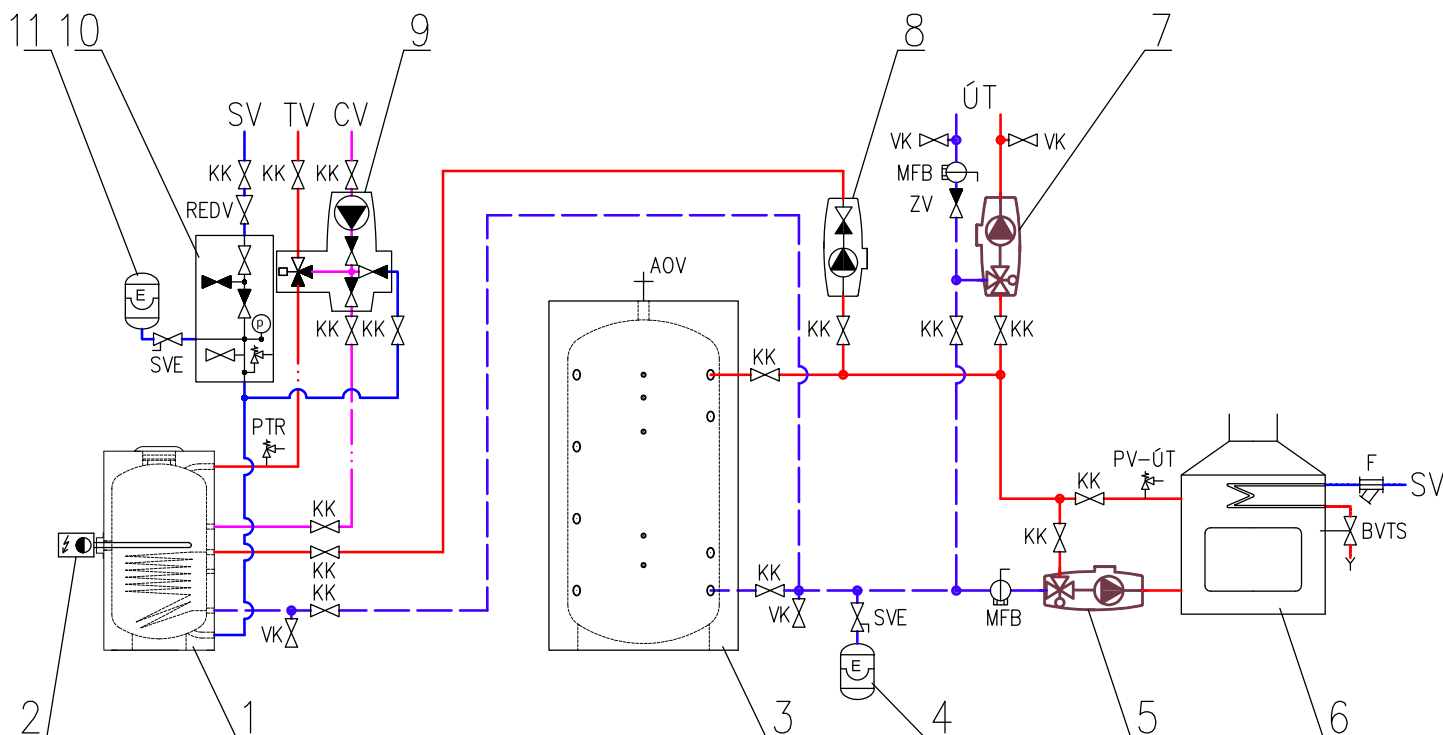 11 10 9 8 7
SV TV CV ÚT
VK VK
KK KK KK MFB
REDV ZV
AOV
E
p
KK KK KK KK KK
SVE
KK
PTR
PV-ÚT F SV
KK
KK
KK BVTS
KK
KK KK
VK VK SVE MFB
E
2 1 3 4 5 6